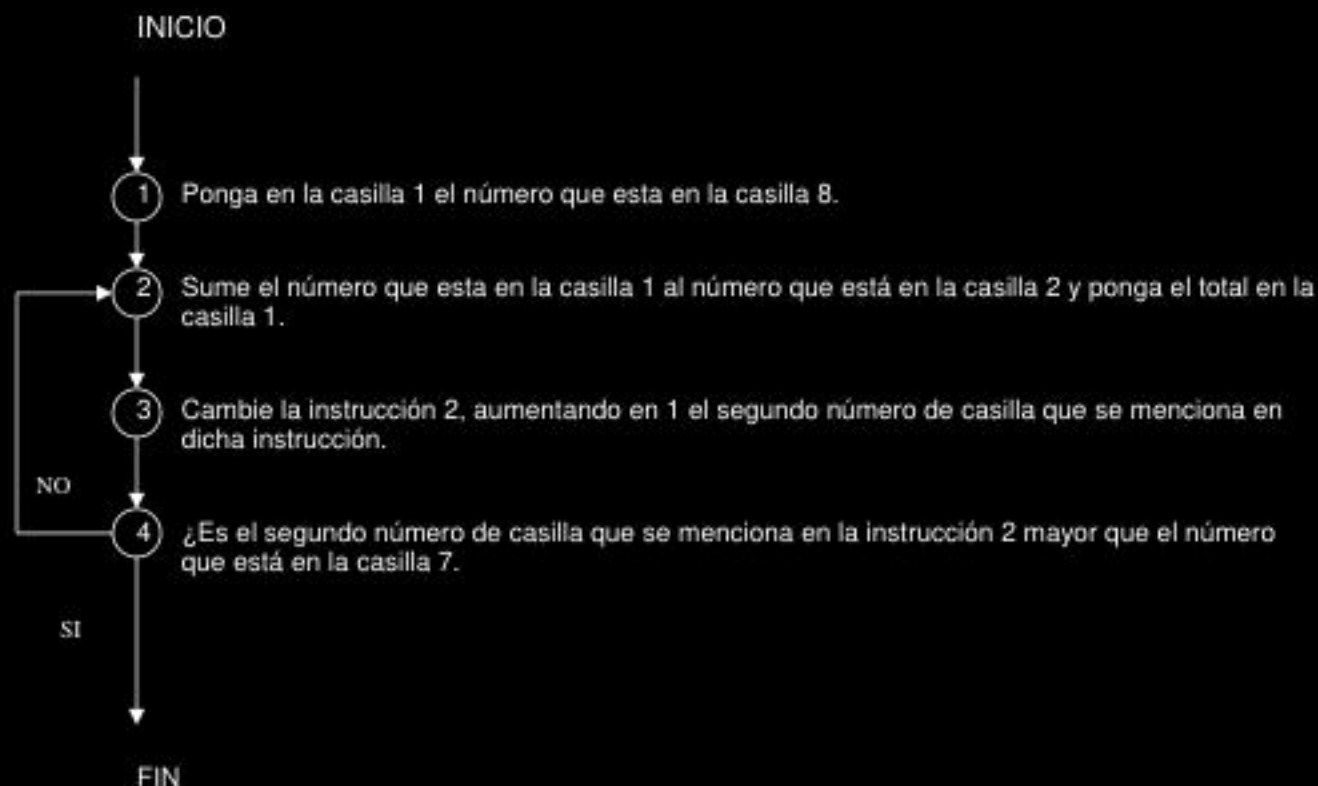 INICIO
1 Ponga en la casilla 1 el número que esta en la casilla 8.
2 Sume el número que esta en la casilla 1 al número que está en la casilla 2 y ponga el total en la
casilla 1.
3 Cambie la instrucción 2, aumentando en 1 el segundo número de casilla que se menciona en
dicha instrucción.
NO
4 ¿Es el segundo número de casilla que se menciona en la instrucción 2 mayor que el número
que está en la casilla 7.
SI
FIN